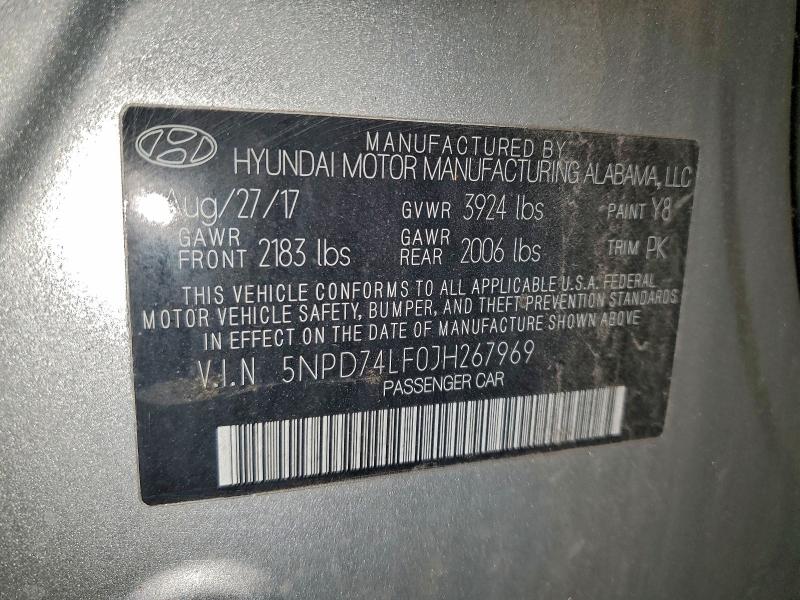 MANUFACTURED BY
HYUNDAI MOTOR MANUFACTURING ALABAMA, LLC
Aug/27/17 GVWR 3924 lbs PAINT Y8
GAWR FRONT 2183 lbs GAWR REAR 2006 lbs TRIM PK
THIS VEHICLE CONFORMS TO ALL APPLICABLE U.S.A. FEDERAL
MOTOR VEHICLE SAFETY, BUMPER, AND THEFT PREVENTION STANDARDS
IN EFFECT ON THE DATE OF MANUFACTURE SHOWN ABOVE
V.I.N 5NPD74LF0JH267969
PASSENGER CAR